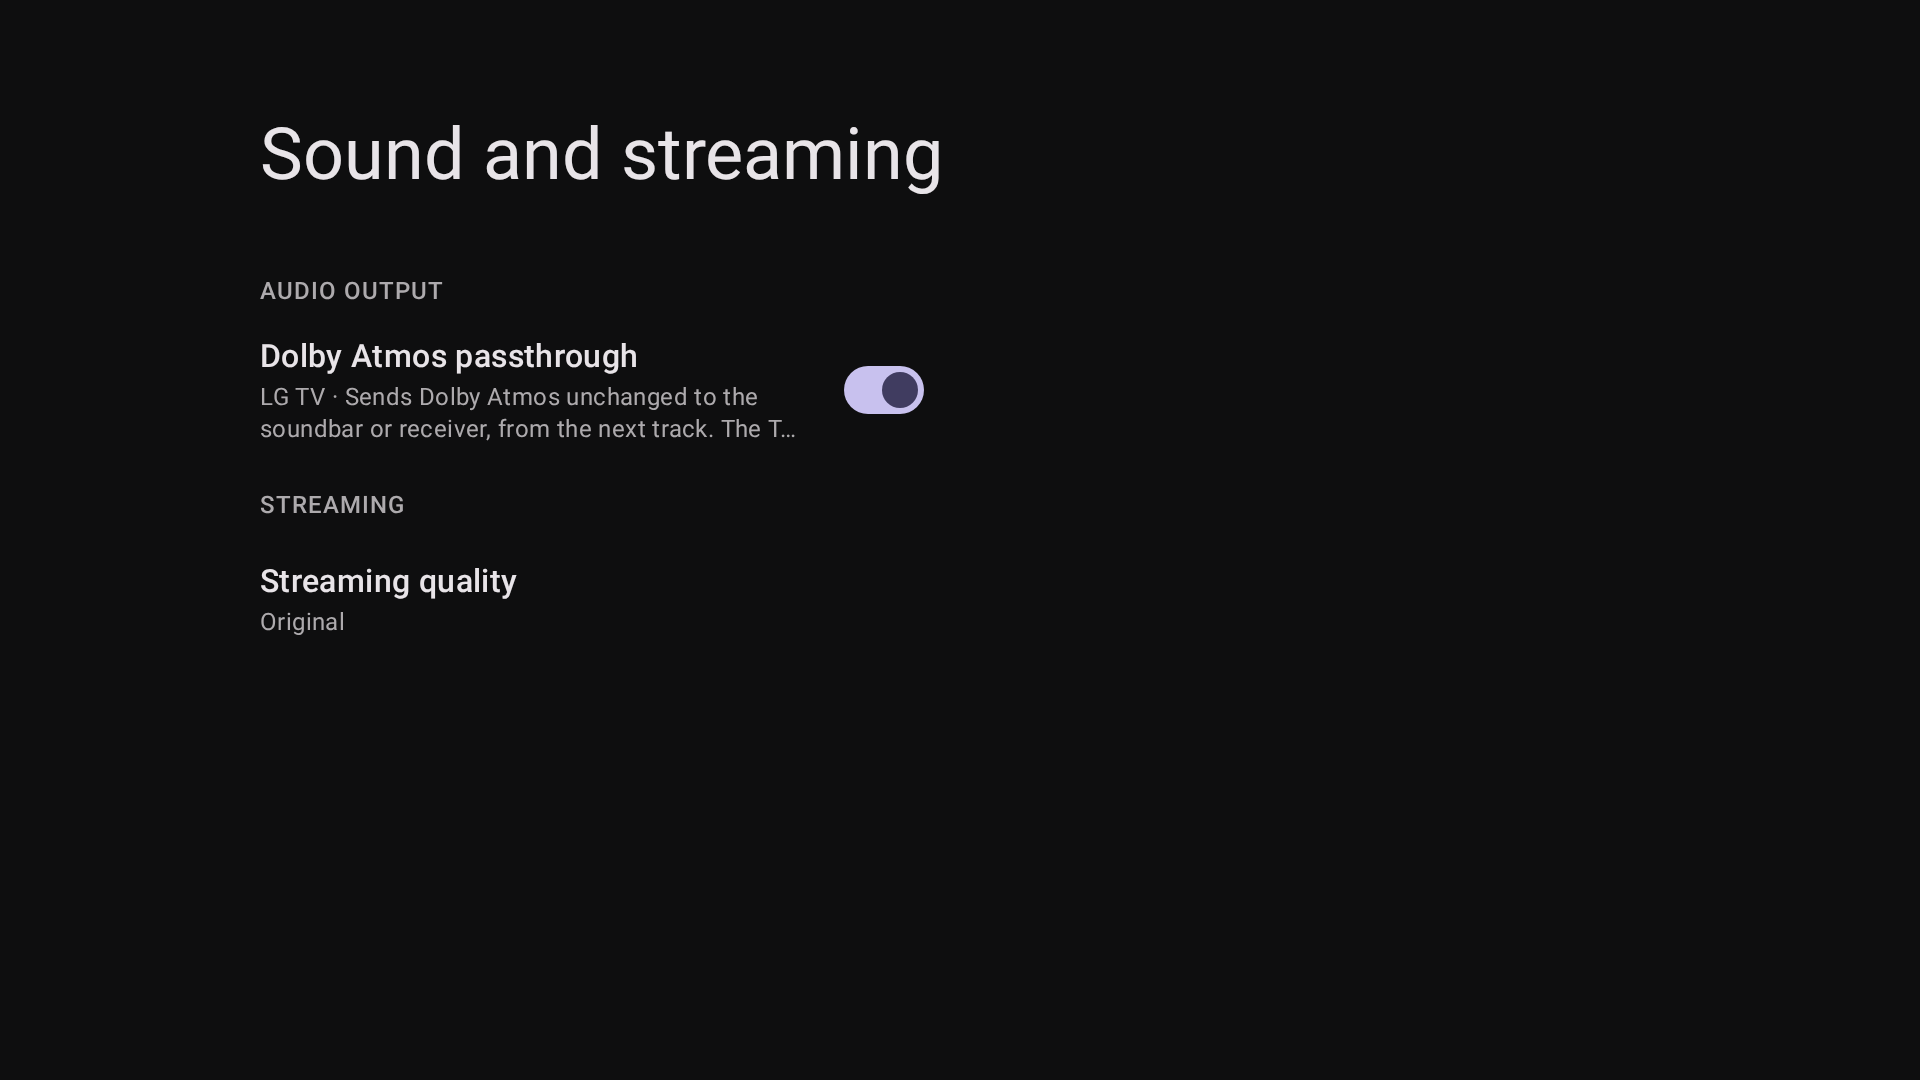 Sound and streaming
AUDIO OUTPUT
Dolby Atmos passthrough
LG TV · Sends Dolby Atmos unchanged to the
soundbar or receiver, from the next track. The T…
STREAMING
Streaming quality
Original